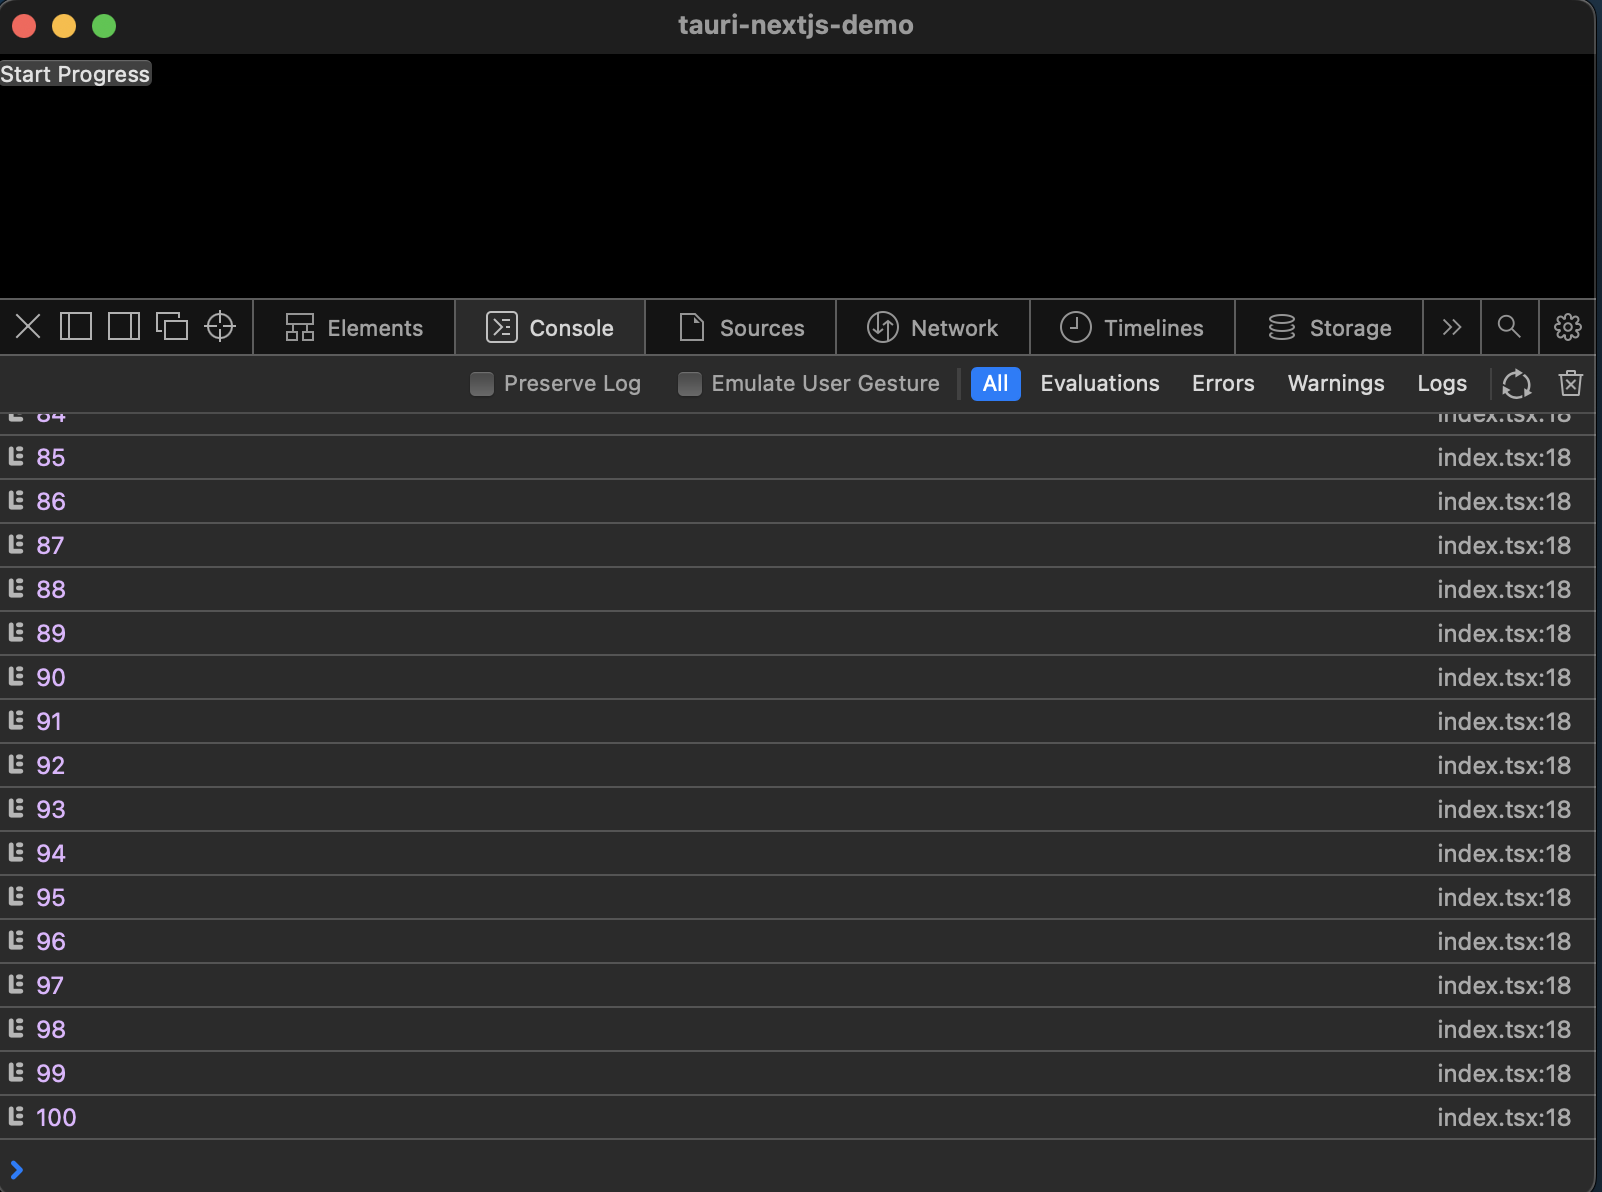 tauri-nextjs-demo
Start Progress
Elements Console Sources Network Timelines Storage
Preserve Log Emulate User Gesture All Evaluations Errors Warnings Logs
84 index.tsx:18
85 index.tsx:18
86 index.tsx:18
87 index.tsx:18
88 index.tsx:18
89 index.tsx:18
90 index.tsx:18
91 index.tsx:18
92 index.tsx:18
93 index.tsx:18
94 index.tsx:18
95 index.tsx:18
96 index.tsx:18
97 index.tsx:18
98 index.tsx:18
99 index.tsx:18
100 index.tsx:18